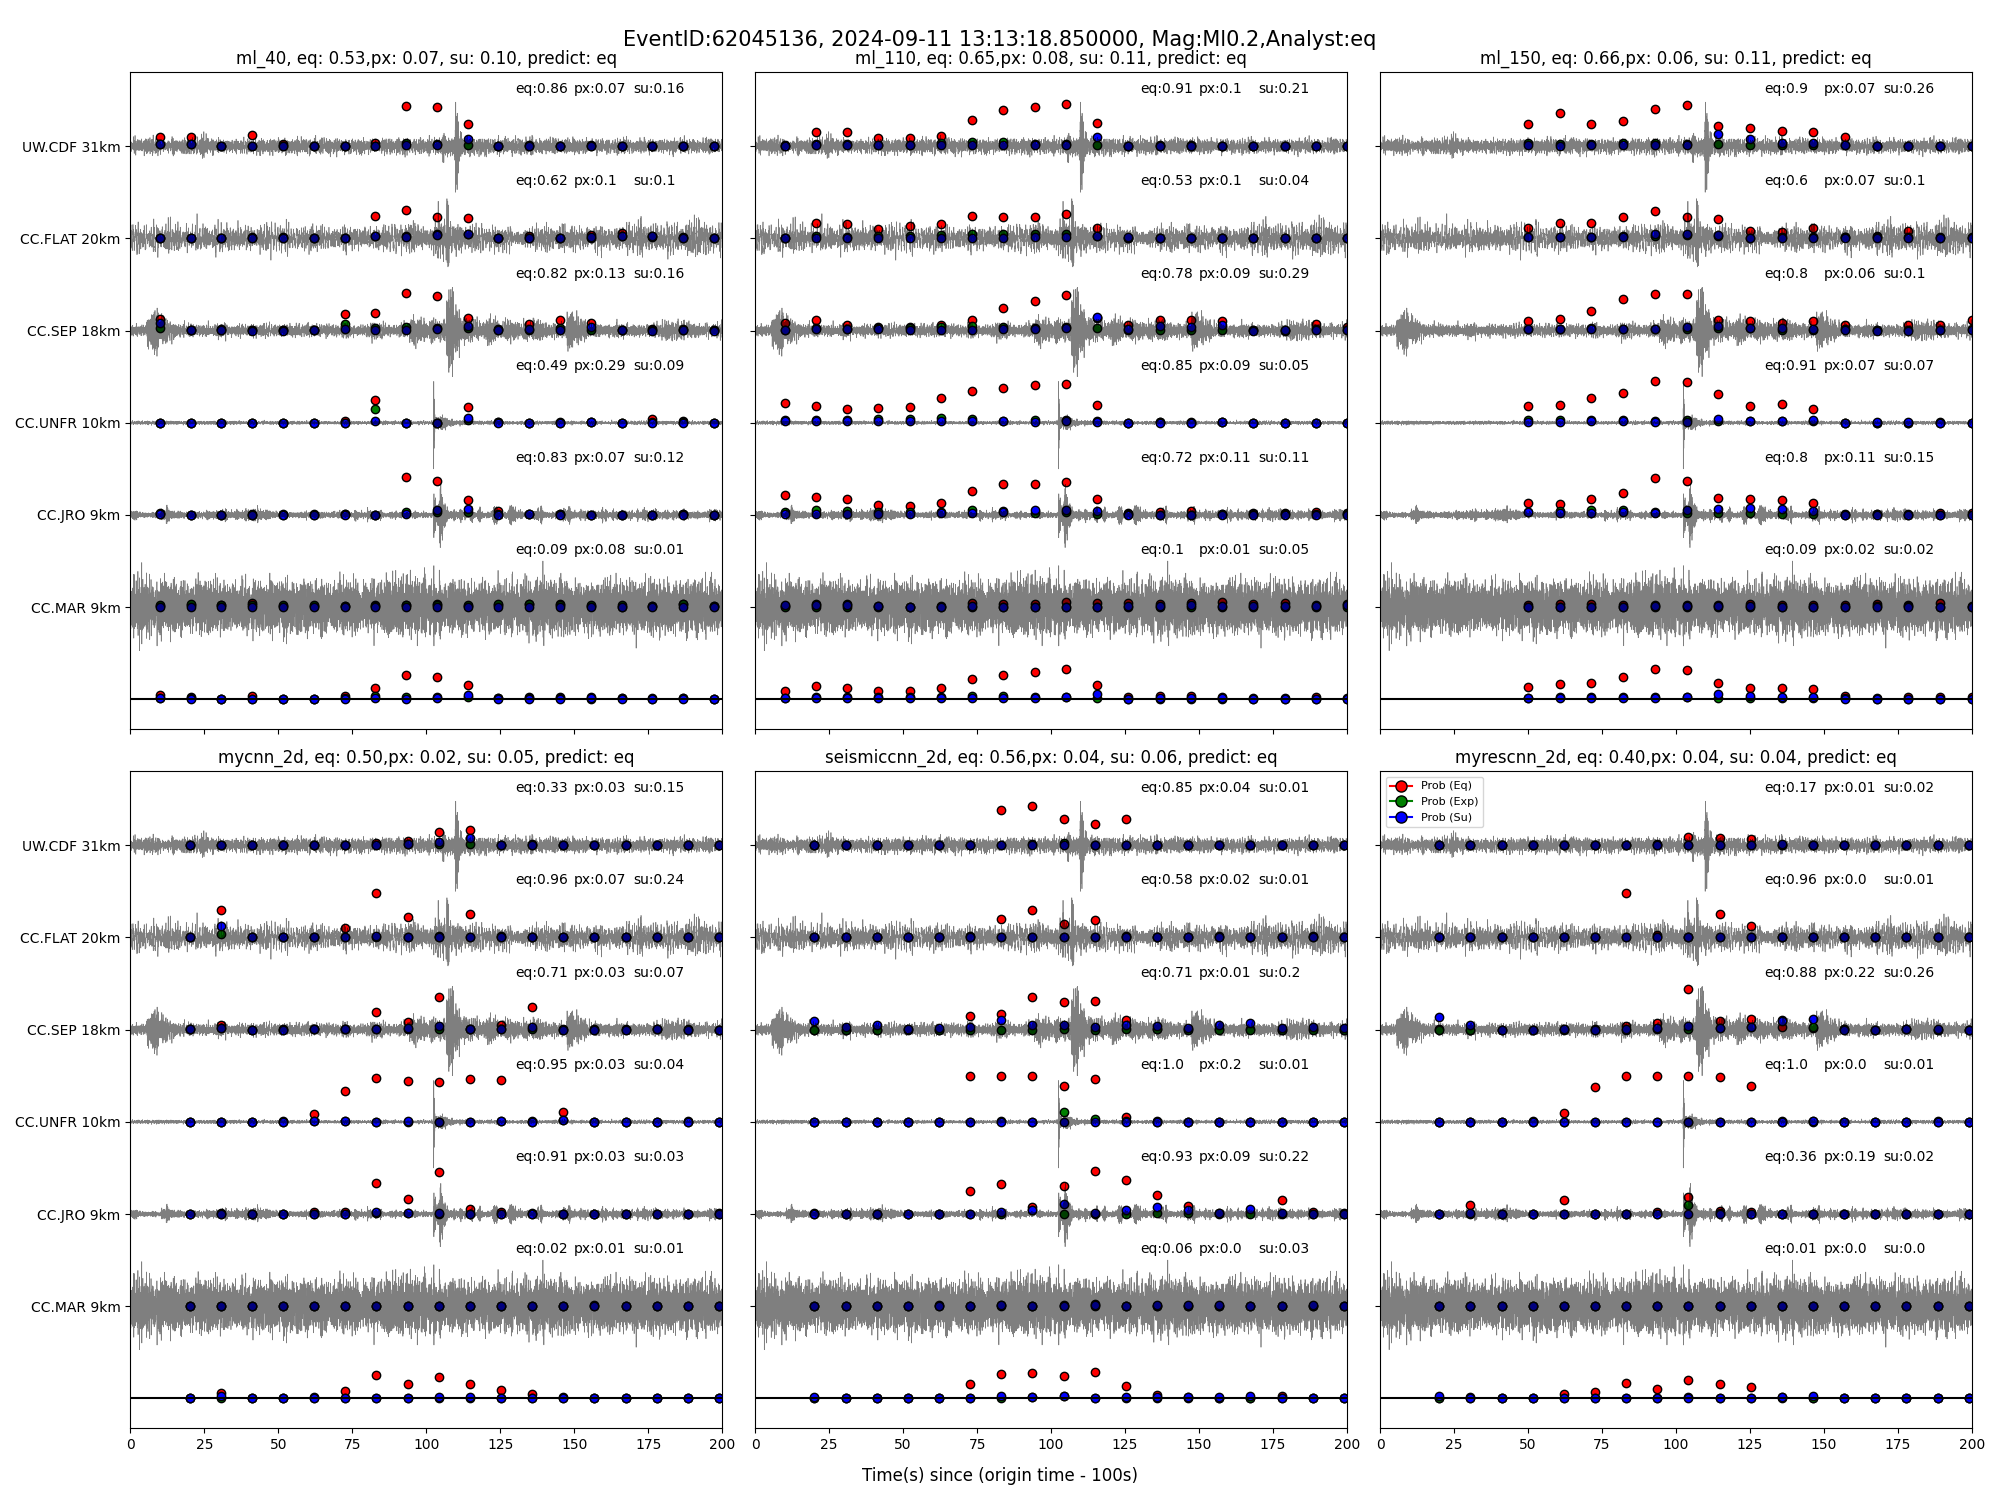 EventID:62045136, 2024-09-11 13:13:18.850000, Mag:Ml0.2,Analyst:eq
ml_40, eq: 0.53,px: 0.07, su: 0.10, predict: eq
eq:0.86 px:0.07 su:0.16
UW.CDF 31km
eq:0.62 px:0.1 su:0.1
CC.FLAT 20km
eq:0.82 px:0.13 su:0.16
CC.SEP 18km
eq:0.49 px:0.29 su:0.09
CC.UNFR 10km
eq:0.83 px:0.07 su:0.12
CC.JRO 9km
eq:0.09 px:0.08 su:0.01
CC.MAR 9km
ml_110, eq: 0.65,px: 0.08, su: 0.11, predict: eq
eq:0.91 px:0.1 su:0.21
eq:0.53 px:0.1 su:0.04
eq:0.78 px:0.09 su:0.29
eq:0.85 px:0.09 su:0.05
eq:0.72 px:0.11 su:0.11
eq:0.1 px:0.01 su:0.05
ml_150, eq: 0.66,px: 0.06, su: 0.11, predict: eq
eq:0.9 px:0.07 su:0.26
eq:0.6 px:0.07 su:0.1
eq:0.8 px:0.06 su:0.1
eq:0.91 px:0.07 su:0.07
eq:0.8 px:0.11 su:0.15
eq:0.09 px:0.02 su:0.02
mycnn_2d, eq: 0.50,px: 0.02, su: 0.05, predict: eq
eq:0.33 px:0.03 su:0.15
UW.CDF 31km
eq:0.96 px:0.07 su:0.24
CC.FLAT 20km
eq:0.71 px:0.03 su:0.07
CC.SEP 18km
eq:0.95 px:0.03 su:0.04
CC.UNFR 10km
eq:0.91 px:0.03 su:0.03
CC.JRO 9km
eq:0.02 px:0.01 su:0.01
CC.MAR 9km
0 25 50 75 100 125 150 175 200
seismiccnn_2d, eq: 0.56,px: 0.04, su: 0.06, predict: eq
eq:0.85 px:0.04 su:0.01
eq:0.58 px:0.02 su:0.01
eq:0.71 px:0.01 su:0.2
eq:1.0 px:0.2 su:0.01
eq:0.93 px:0.09 su:0.22
eq:0.06 px:0.0 su:0.03
0 25 50 75 100 125 150 175 200
myrescnn_2d, eq: 0.40,px: 0.04, su: 0.04, predict: eq
Prob (Eq)
Prob (Exp)
Prob (Su)
eq:0.17 px:0.01 su:0.02
eq:0.96 px:0.0 su:0.01
eq:0.88 px:0.22 su:0.26
eq:1.0 px:0.0 su:0.01
eq:0.36 px:0.19 su:0.02
eq:0.01 px:0.0 su:0.0
0 25 50 75 100 125 150 175 200
Time(s) since (origin time - 100s)